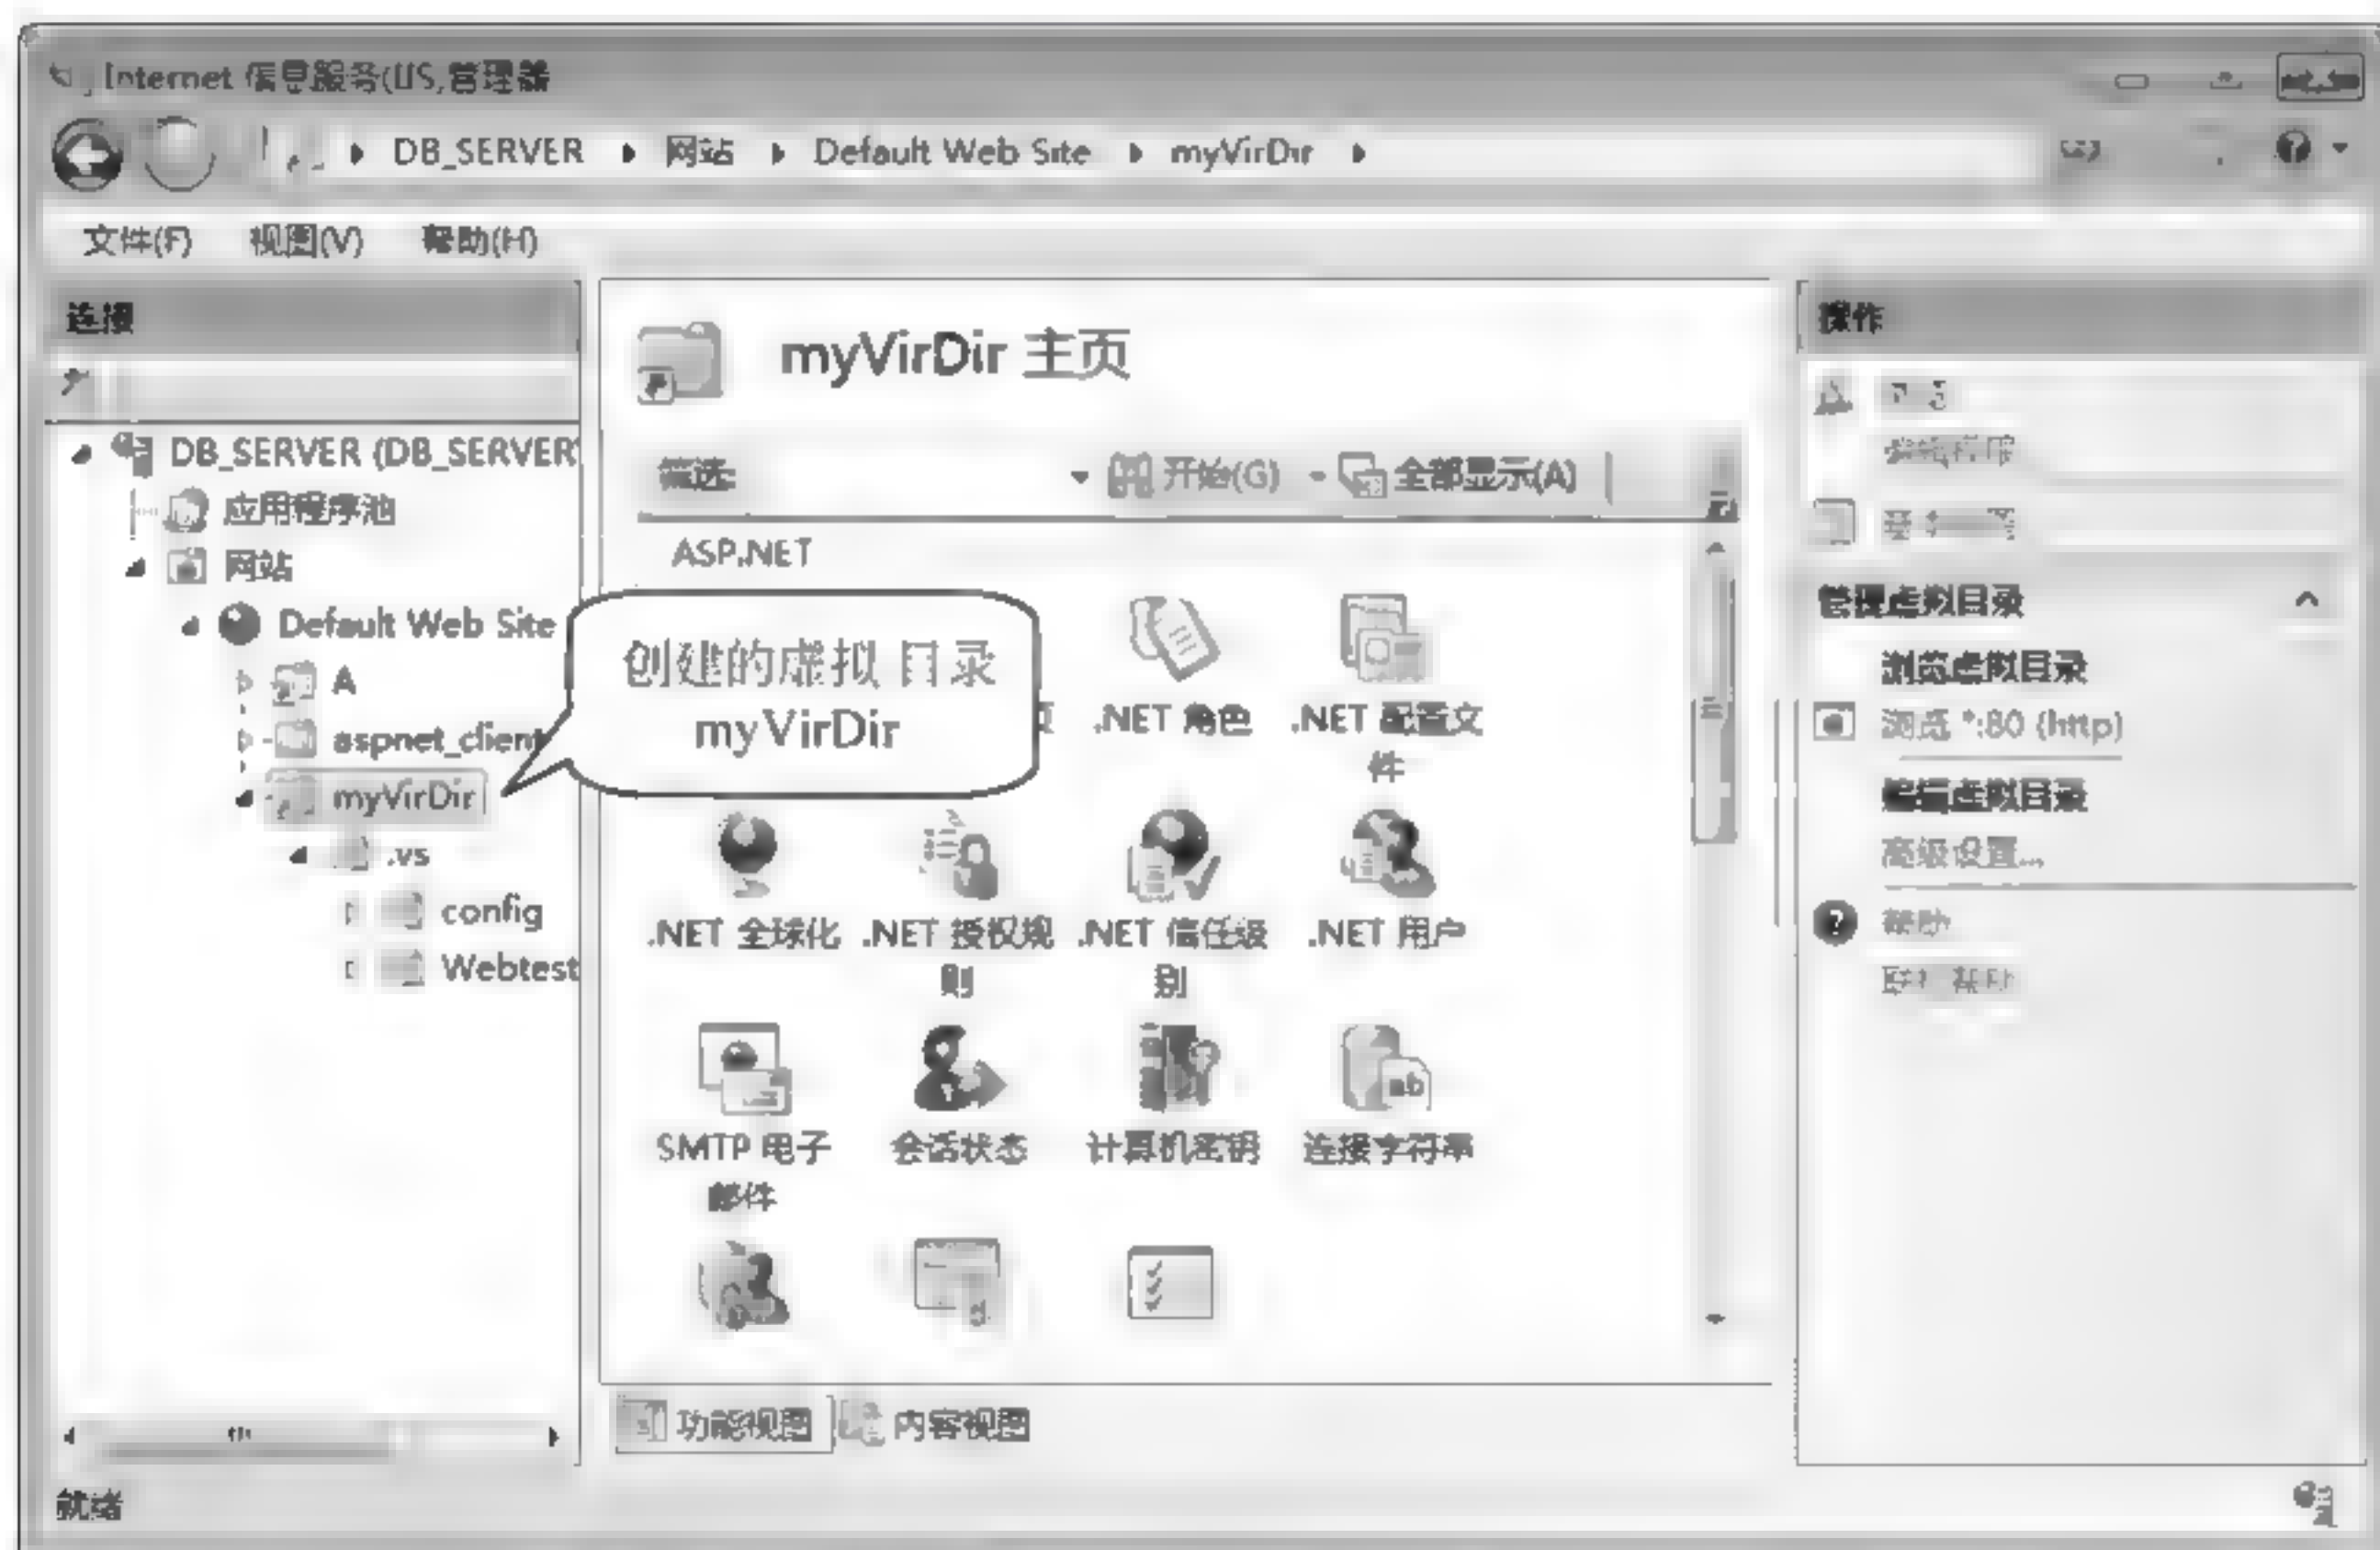 Internet 信息服务(IIS)管理器
DB_SERVER 网站 Default Web Site myVirDir
文件(F) 视图(V) 帮助(H)
连接
DB_SERVER (DB_SERVER\
应用程序池
网站
Default Web Site
A
aspnet_client
myVirDir
.vs
config
Webtest
就绪
myVirDir 主页
筛选: 开始(G) 全部显示(A)
ASP.NET
创建的虚拟目录
myVirDir
页
.NET 角色
.NET 配置文
件
.NET 全球化
.NET 授权规
则
.NET 信任级
别
.NET 用户
SMTP 电子
邮件
会话状态
计算机密钥
连接字符串
功能视图 内容视图
操作
编辑权限
管理虚拟目录
浏览虚拟目录
浏览 *:80 (http)
编辑虚拟目录
高级设置...
帮助